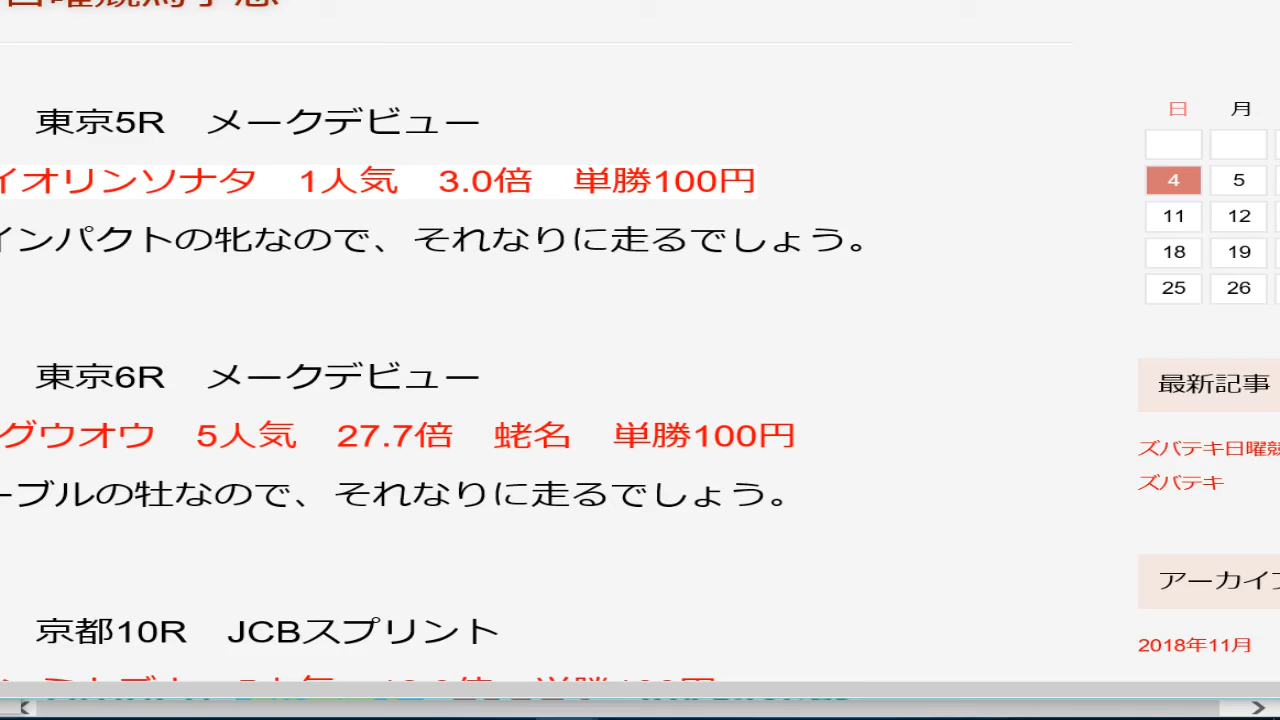 東京5R　メークデビュー
イオリンソナタ　1人気　3.0倍　単勝100円
インパクトの牝なので、それなりに走るでしょう。
東京6R　メークデビュー
グウオウ　5人気　27.7倍　蛯名　単勝100円
ーブルの牡なので、それなりに走るでしょう。
京都10R　JCBスプリント
日 月
4 5
11 12
18 19
25 26
最新記事
ズバテキ日曜競
ズバテキ
アーカイブ
2018年11月